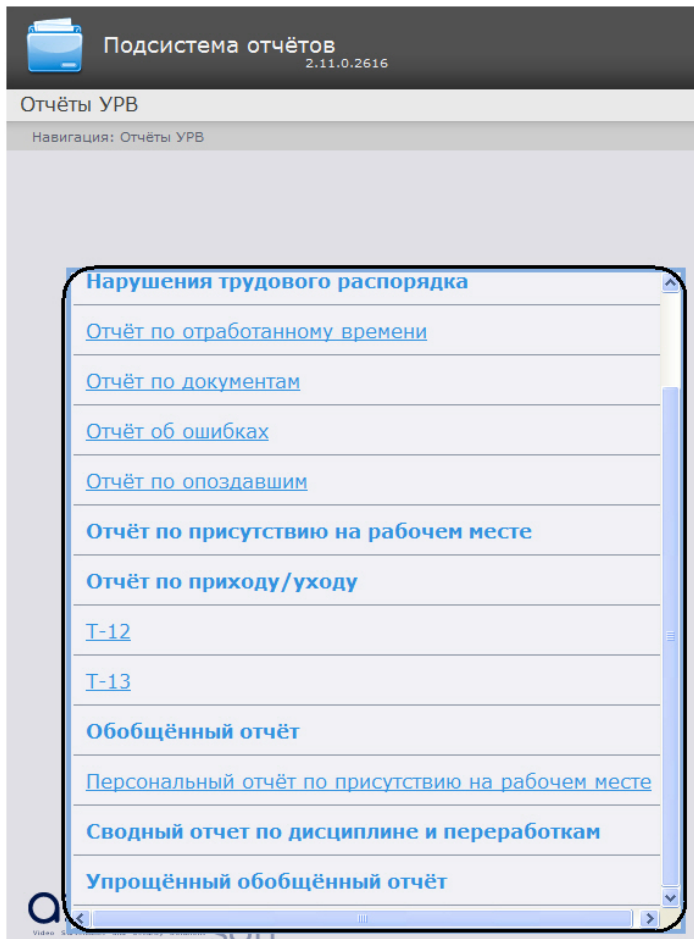 Подсистема отчётов
2.11.0.2616
Отчёты УРВ
Навигация: Отчёты УРВ
Нарушения трудового распорядка
Отчёт по отработанному времени
Отчёт по документам
Отчёт об ошибках
Отчёт по опоздавшим
Отчёт по присутствию на рабочем месте
Отчёт по приходу/уходу
Т-12
Т-13
Обобщённый отчёт
Персональный отчёт по присутствию на рабочем месте
Сводный отчет по дисциплине и переработкам
Упрощённый обобщённый отчёт